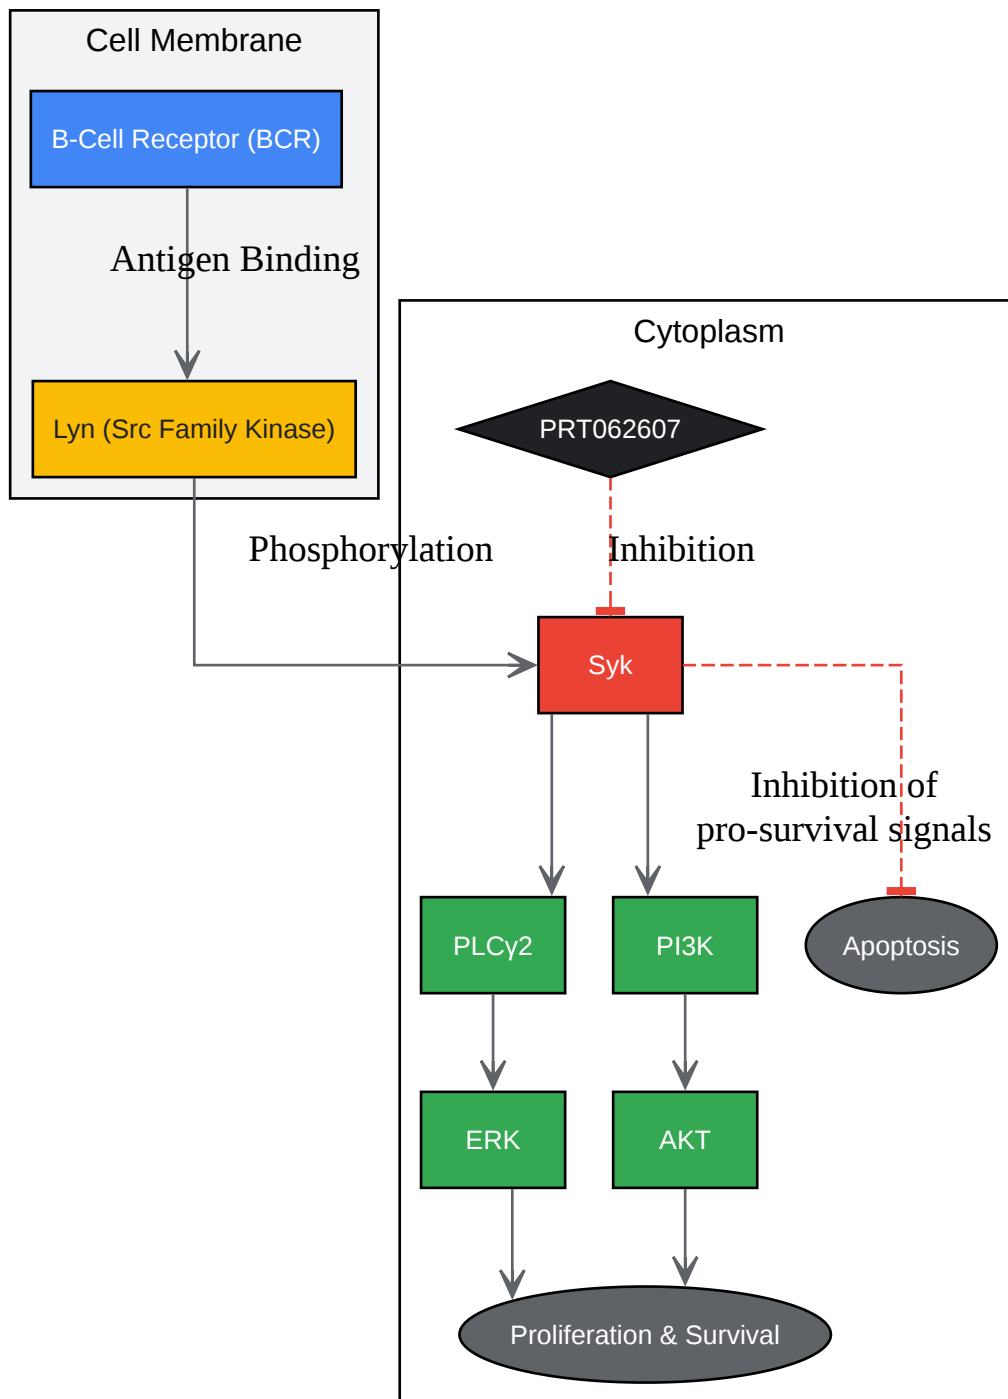 Cell Membrane
B-Cell Receptor (BCR)
Antigen Binding
Lyn (Src Family Kinase)
Cytoplasm
PRT062607
Phosphorylation
Inhibition
Syk
Inhibition of
pro-survival signals
PLCγ2
PI3K
Apoptosis
ERK
AKT
Proliferation & Survival